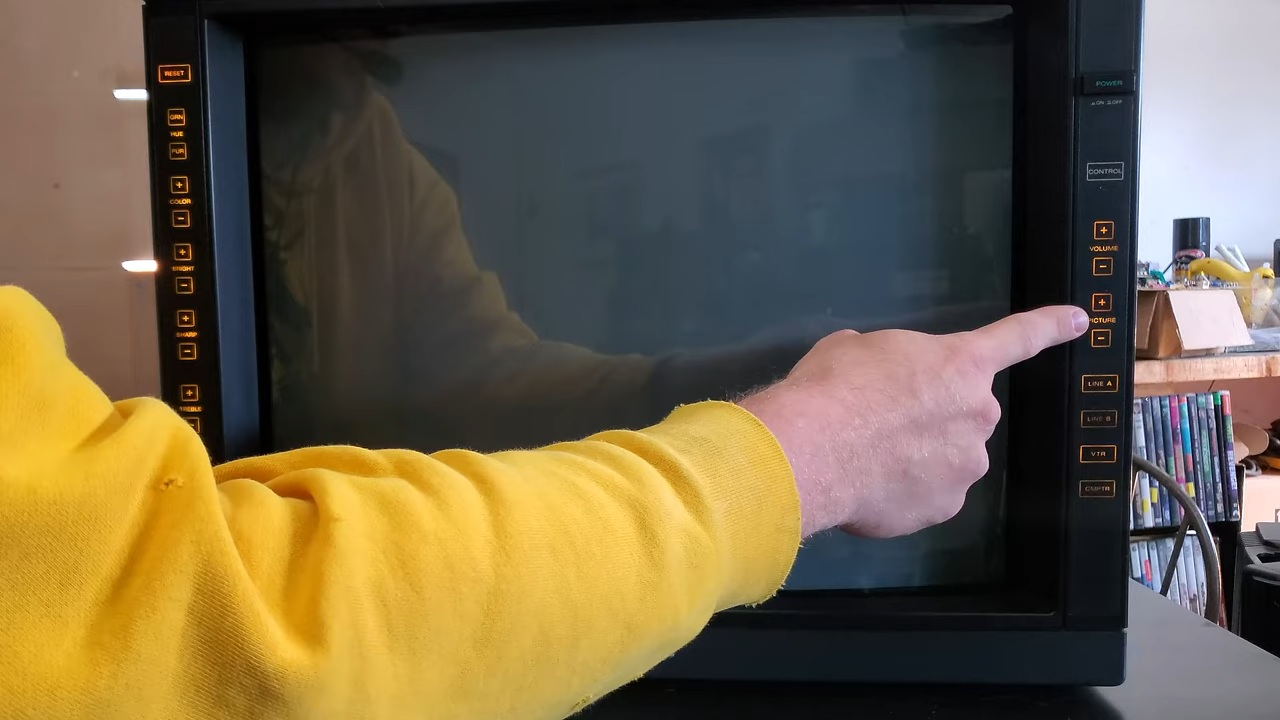 RESET
GRN
HUE
PUR
+
COLOR
-
+
BRIGHT
-
+
SHARP
-
+
TREBLE
POWER
ON OFF
CONTROL
+
VOLUME
-
+
PICTURE
-
LINE A
LINE B
VTR
CMPTR